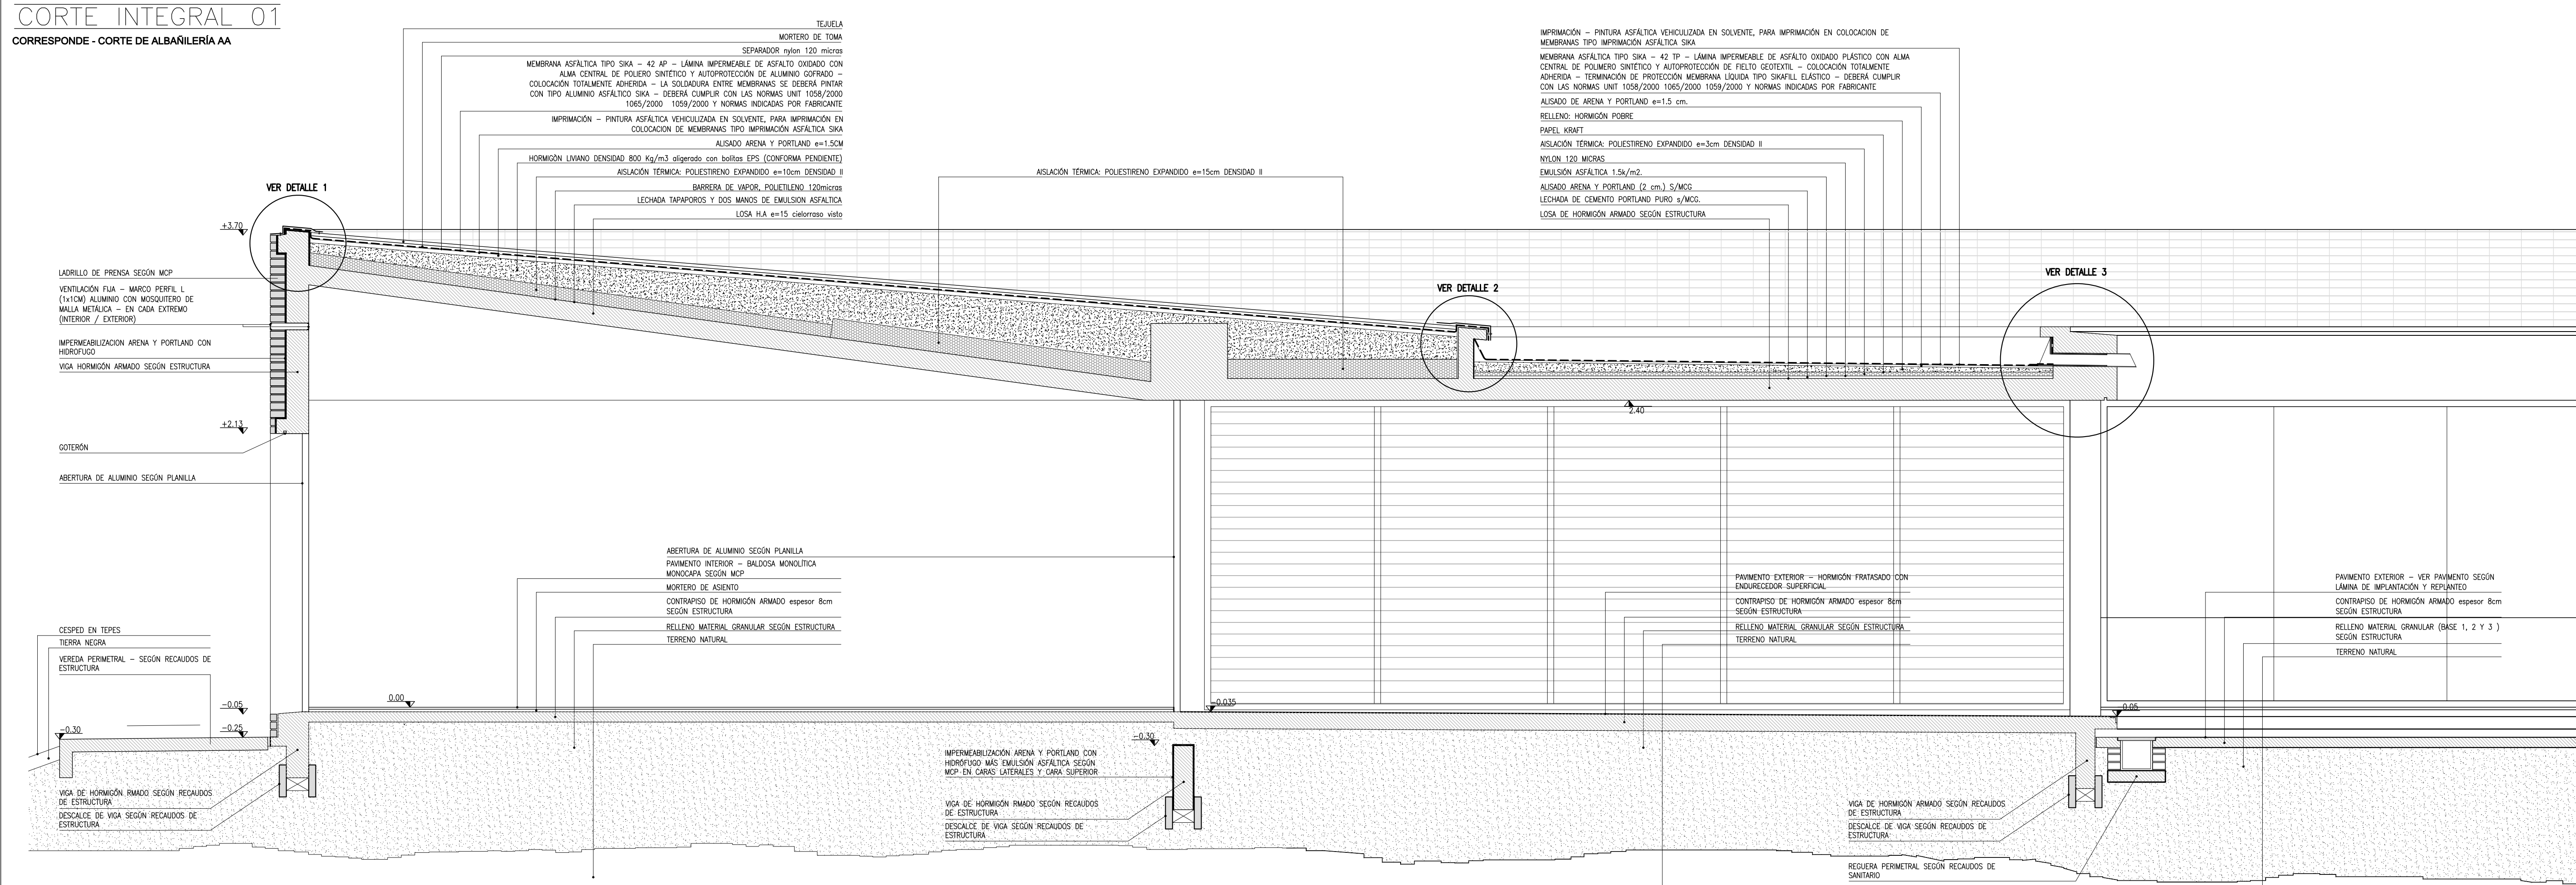 CORTE INTEGRAL 01
CORRESPONDE - CORTE DE ALBAÑILERÍA AA
TEJUELA
MORTERO DE TOMA
SEPARADOR nylon 120 micras
MEMBRANA ASFÁLTICA TIPO SIKA – 42 AP – LÁMINA IMPERMEABLE DE ASFALTO OXIDADO CON
ALMA CENTRAL DE POLIERO SINTÉTICO Y AUTOPROTECCIÓN DE ALUMINIO GOFRADO –
COLOCACIÓN TOTALMENTE ADHERIDA – LA SOLDADURA ENTRE MEMBRANAS SE DEBERÁ PINTAR
CON TIPO ALUMINIO ASFÁLTICO SIKA – DEBERÁ CUMPLIR CON LAS NORMAS UNIT 1058/2000
1065/2000 1059/2000 Y NORMAS INDICADAS POR FABRICANTE
IMPRIMACIÓN – PINTURA ASFÁLTICA VEHICULIZADA EN SOLVENTE, PARA IMPRIMACIÓN EN
COLOCACION DE MEMBRANAS TIPO IMPRIMACIÓN ASFÁLTICA SIKA
ALISADO ARENA Y PORTLAND e=1.5CM
HORMIGÓN LIVIANO DENSIDAD 800 Kg/m3 aligerado con bolitas EPS (CONFORMA PENDIENTE)
AISLACIÓN TÉRMICA: POLIESTIRENO EXPANDIDO e=10cm DENSIDAD II
BARRERA DE VAPOR, POLIETILENO 120micras
LECHADA TAPAPOROS Y DOS MANOS DE EMULSION ASFALTICA
LOSA H.A e=15 cielorraso visto
AISLACIÓN TÉRMICA: POLIESTIRENO EXPANDIDO e=15cm DENSIDAD II
IMPRIMACIÓN – PINTURA ASFÁLTICA VEHICULIZADA EN SOLVENTE, PARA IMPRIMACIÓN EN COLOCACION DE
MEMBRANAS TIPO IMPRIMACIÓN ASFÁLTICA SIKA
MEMBRANA ASFÁLTICA TIPO SIKA – 42 TP – LÁMINA IMPERMEABLE DE ASFÁLTO OXIDADO PLÁSTICO CON ALMA
CENTRAL DE POLIMERO SINTÉTICO Y AUTOPROTECCIÓN DE FIELTO GEOTEXTIL – COLOCACIÓN TOTALMENTE
ADHERIDA – TERMINACIÓN DE PROTECCIÓN MEMBRANA LÍQUIDA TIPO SIKAFILL ELÁSTICO – DEBERÁ CUMPLIR
CON LAS NORMAS UNIT 1058/2000 1065/2000 1059/2000 Y NORMAS INDICADAS POR FABRICANTE
ALISADO DE ARENA Y PORTLAND e=1.5 cm.
RELLENO: HORMIGÓN POBRE
PAPEL KRAFT
AISLACIÓN TÉRMICA: POLIESTIRENO EXPANDIDO e=3cm DENSIDAD II
NYLON 120 MICRAS
EMULSIÓN ASFÁLTICA 1.5k/m2.
ALISADO ARENA Y PORTLAND (2 cm.) S/MCG
LECHADA DE CEMENTO PORTLAND PURO s/MCG.
LOSA DE HORMIGÓN ARMADO SEGÚN ESTRUCTURA
VER DETALLE 1
VER DETALLE 2
VER DETALLE 3
+3.70
LADRILLO DE PRENSA SEGÚN MCP
VENTILACIÓN FIJA – MARCO PERFIL L
(1x1CM) ALUMINIO CON MOSQUITERO DE
MALLA METÁLICA – EN CADA EXTREMO
(INTERIOR / EXTERIOR)
IMPERMEABILIZACION ARENA Y PORTLAND CON
HIDROFUGO
VIGA HORMIGÓN ARMADO SEGÚN ESTRUCTURA
+2.13
GOTERÓN
ABERTURA DE ALUMINIO SEGÚN PLANILLA
2.40
ABERTURA DE ALUMINIO SEGÚN PLANILLA
PAVIMENTO INTERIOR – BALDOSA MONOLÍTICA
MONOCAPA SEGÚN MCP
MORTERO DE ASIENTO
CONTRAPISO DE HORMIGÓN ARMADO espesor 8cm
SEGÚN ESTRUCTURA
RELLENO MATERIAL GRANULAR SEGÚN ESTRUCTURA
TERRENO NATURAL
PAVIMENTO EXTERIOR – HORMIGÓN FRATASADO CON
ENDURECEDOR SUPERFICIAL
CONTRAPISO DE HORMIGÓN ARMADO espesor 8cm
SEGÚN ESTRUCTURA
RELLENO MATERIAL GRANULAR SEGÚN ESTRUCTURA
TERRENO NATURAL
PAVIMENTO EXTERIOR – VER PAVIMENTO SEGÚN
LÁMINA DE IMPLANTACIÓN Y REPLANTEO
CONTRAPISO DE HORMIGÓN ARMADO espesor 8cm
SEGÚN ESTRUCTURA
RELLENO MATERIAL GRANULAR (BASE 1, 2 Y 3 )
SEGÚN ESTRUCTURA
TERRENO NATURAL
CESPED EN TEPES
TIERRA NEGRA
VEREDA PERIMETRAL – SEGÚN RECAUDOS DE
ESTRUCTURA
0.00
-0.05
-0.25
-0.30
-0.035
0.05
-0.30
IMPERMEABILIZACIÓN ARENA Y PORTLAND CON
HIDRÓFUGO MÁS EMULSIÓN ASFÁLTICA SEGÚN
MCP EN CARAS LATERALES Y CARA SUPERIOR
VIGA DE HORMIGÓN RMADO SEGÚN RECAUDOS
DE ESTRUCTURA
DESCALCE DE VIGA SEGÚN RECAUDOS DE
ESTRUCTURA
VIGA DE HORMIGÓN RMADO SEGÚN RECAUDOS
DE ESTRUCTURA
DESCALCE DE VIGA SEGÚN RECAUDOS DE
ESTRUCTURA
VIGA DE HORMIGÓN ARMADO SEGÚN RECAUDOS
DE ESTRUCTURA
DESCALCE DE VIGA SEGÚN RECAUDOS DE
ESTRUCTURA
REGUERA PERIMETRAL SEGÚN RECAUDOS DE
SANITARIO